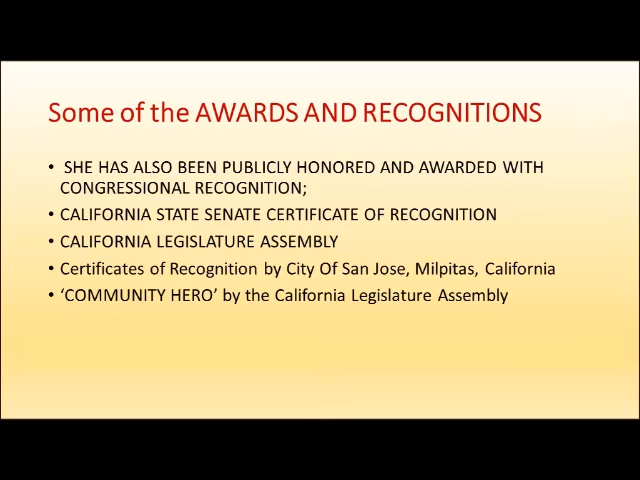 Some of the AWARDS AND RECOGNITIONS
• SHE HAS ALSO BEEN PUBLICLY HONORED AND AWARDED WITH
CONGRESSIONAL RECOGNITION;
• CALIFORNIA STATE SENATE CERTIFICATE OF RECOGNITION
• CALIFORNIA LEGISLATURE ASSEMBLY
• Certificates of Recognition by City Of San Jose, Milpitas, California
• ‘COMMUNITY HERO’ by the California Legislature Assembly